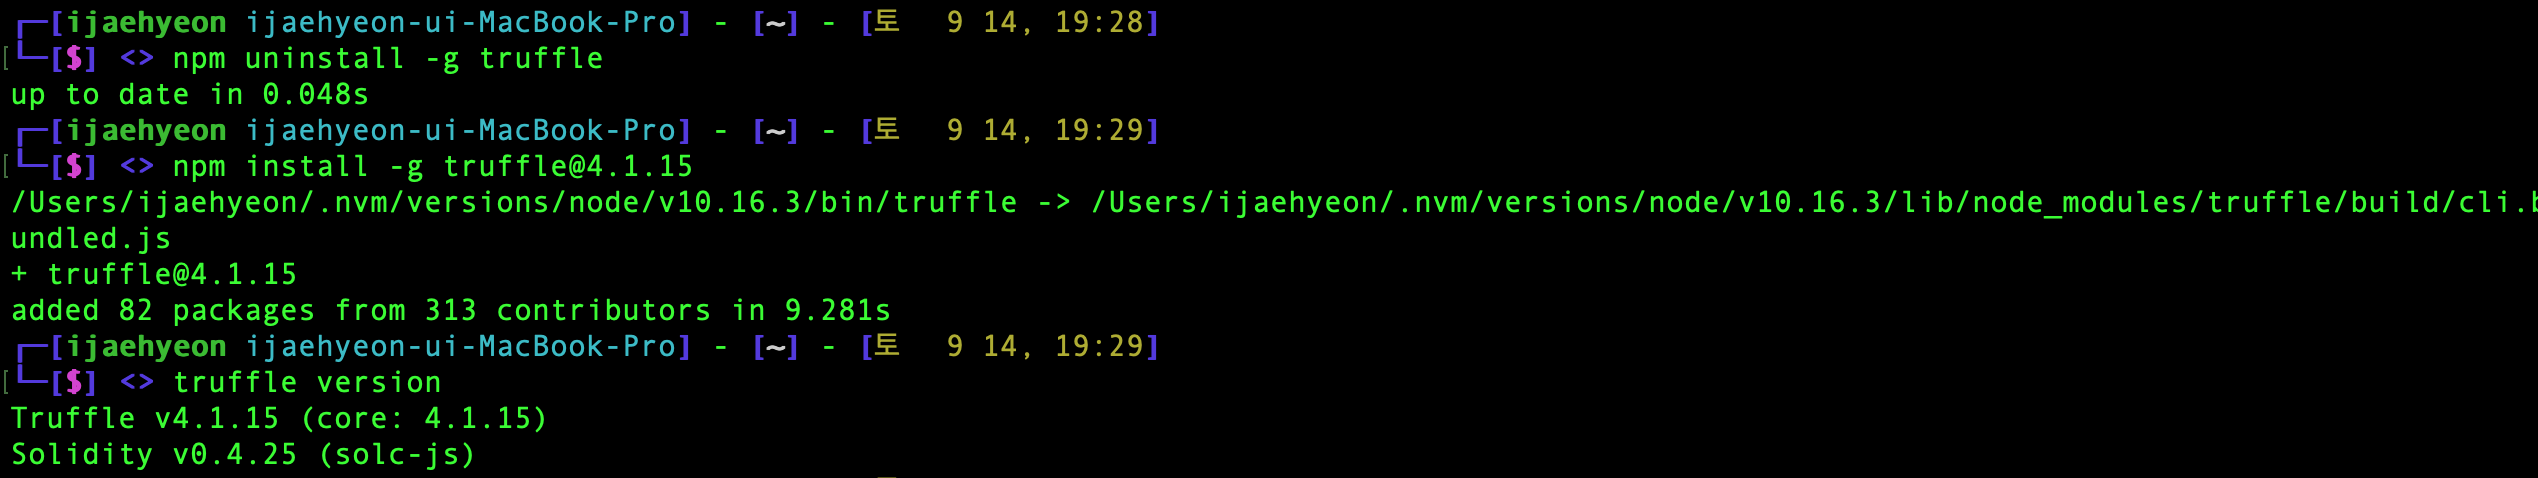 ┌─[ijaehyeon ijaehyeon-ui-MacBook-Pro] - [~] - [토  9 14, 19:28]
[└─[$] <> npm uninstall -g truffle
up to date in 0.048s
┌─[ijaehyeon ijaehyeon-ui-MacBook-Pro] - [~] - [토  9 14, 19:29]
[└─[$] <> npm install -g truffle@4.1.15
/Users/ijaehyeon/.nvm/versions/node/v10.16.3/bin/truffle -> /Users/ijaehyeon/.nvm/versions/node/v10.16.3/lib/node_modules/truffle/build/cli.b
undled.js
+ truffle@4.1.15
added 82 packages from 313 contributors in 9.281s
┌─[ijaehyeon ijaehyeon-ui-MacBook-Pro] - [~] - [토  9 14, 19:29]
[└─[$] <> truffle version
Truffle v4.1.15 (core: 4.1.15)
Solidity v0.4.25 (solc-js)